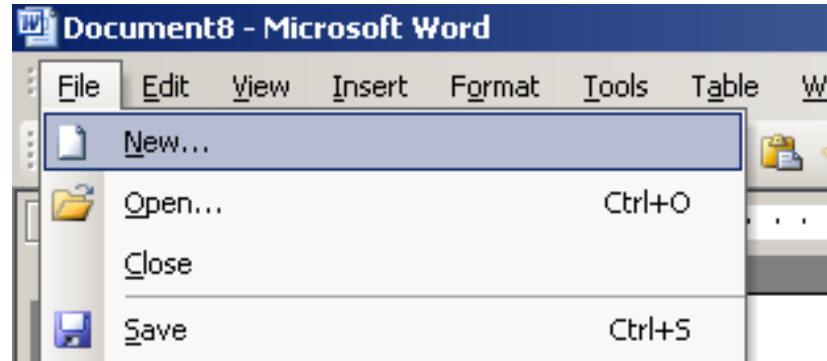 Document8 - Microsoft Word
File Edit View Insert Format Tools Table W
New...
Open... Ctrl+O
Close
Save Ctrl+S